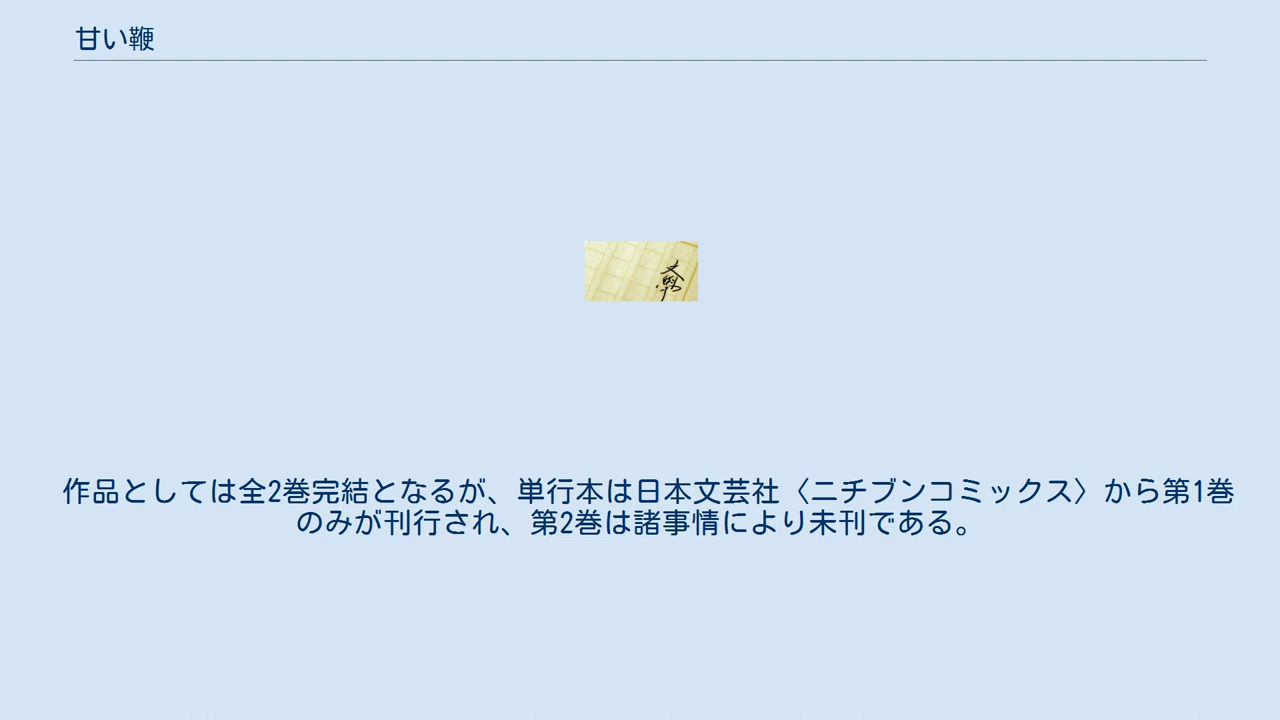 甘い鞭
作品としては全2巻完結となるが、単行本は日本文芸社〈ニチブンコミックス〉から第1巻
のみが刊行され、第2巻は諸事情により未刊である。